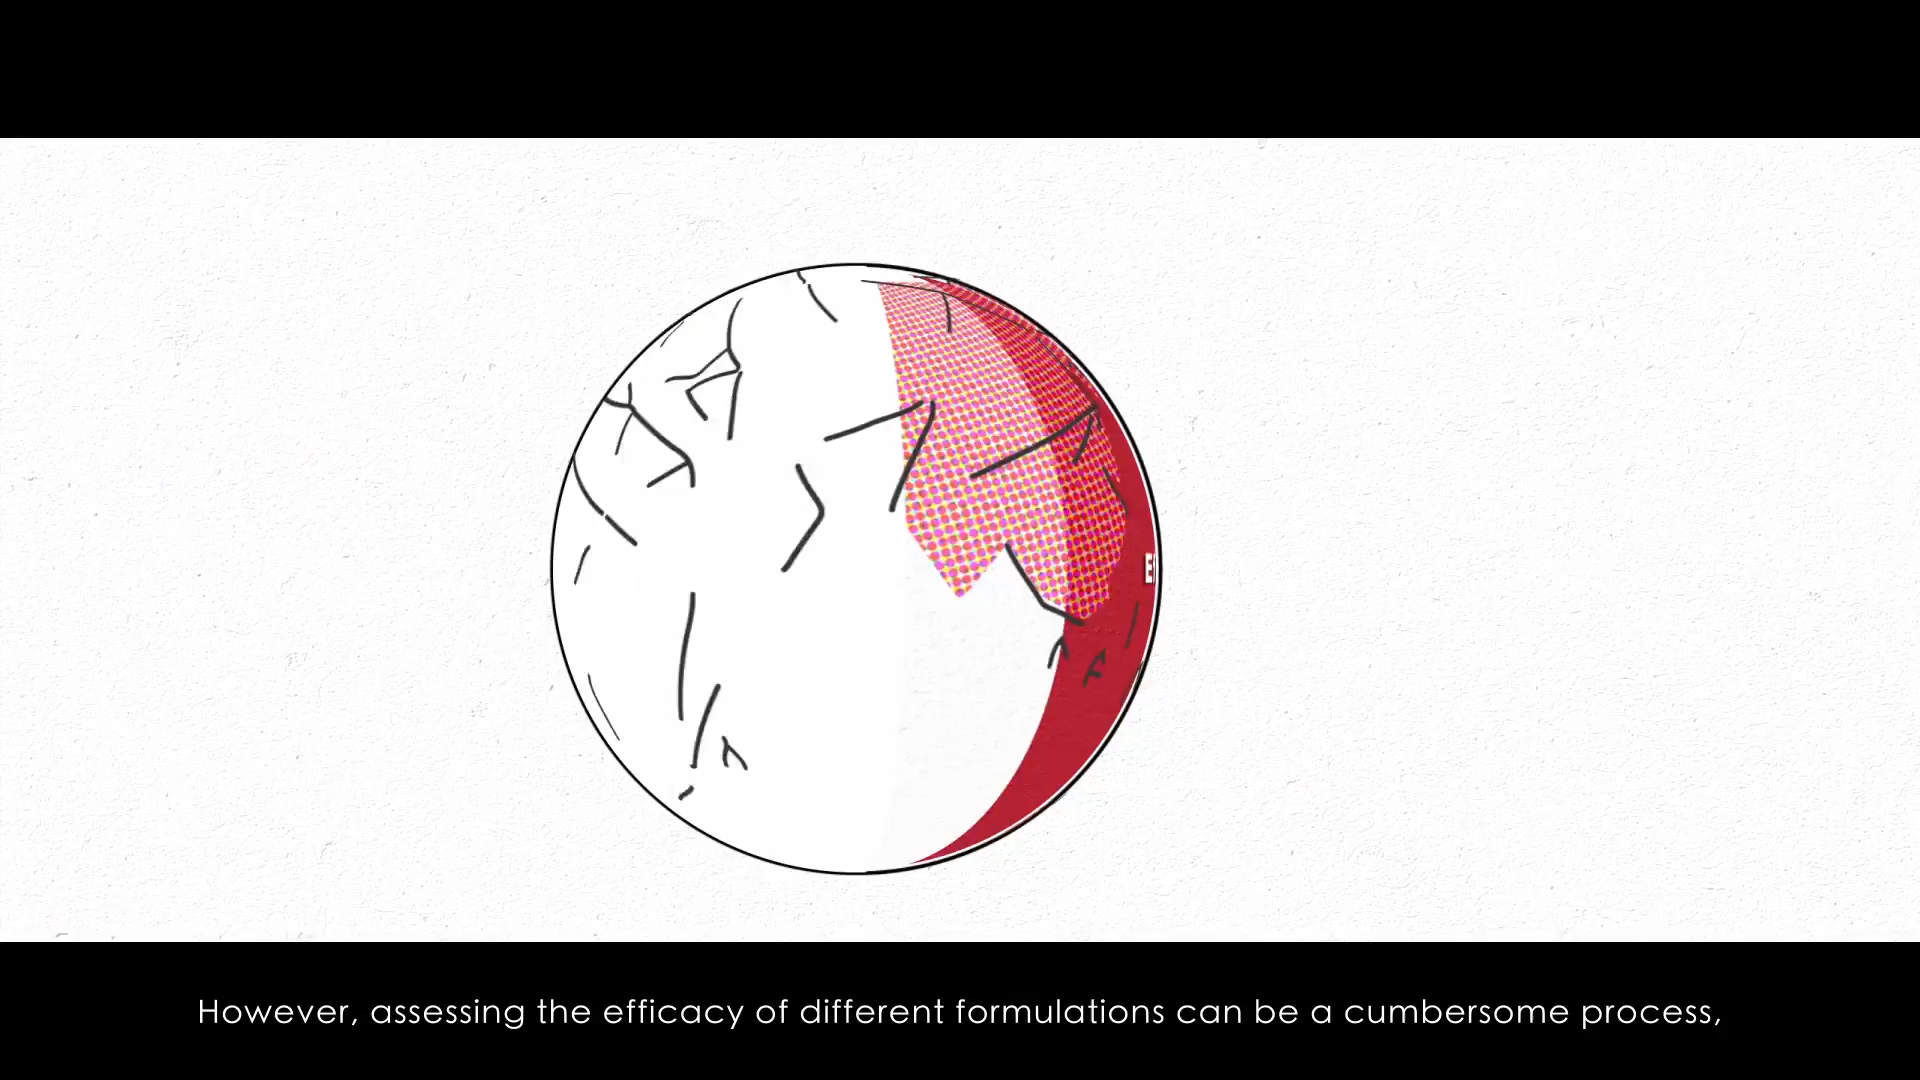 However, assessing the efficacy of different formulations can be a cumbersome process,